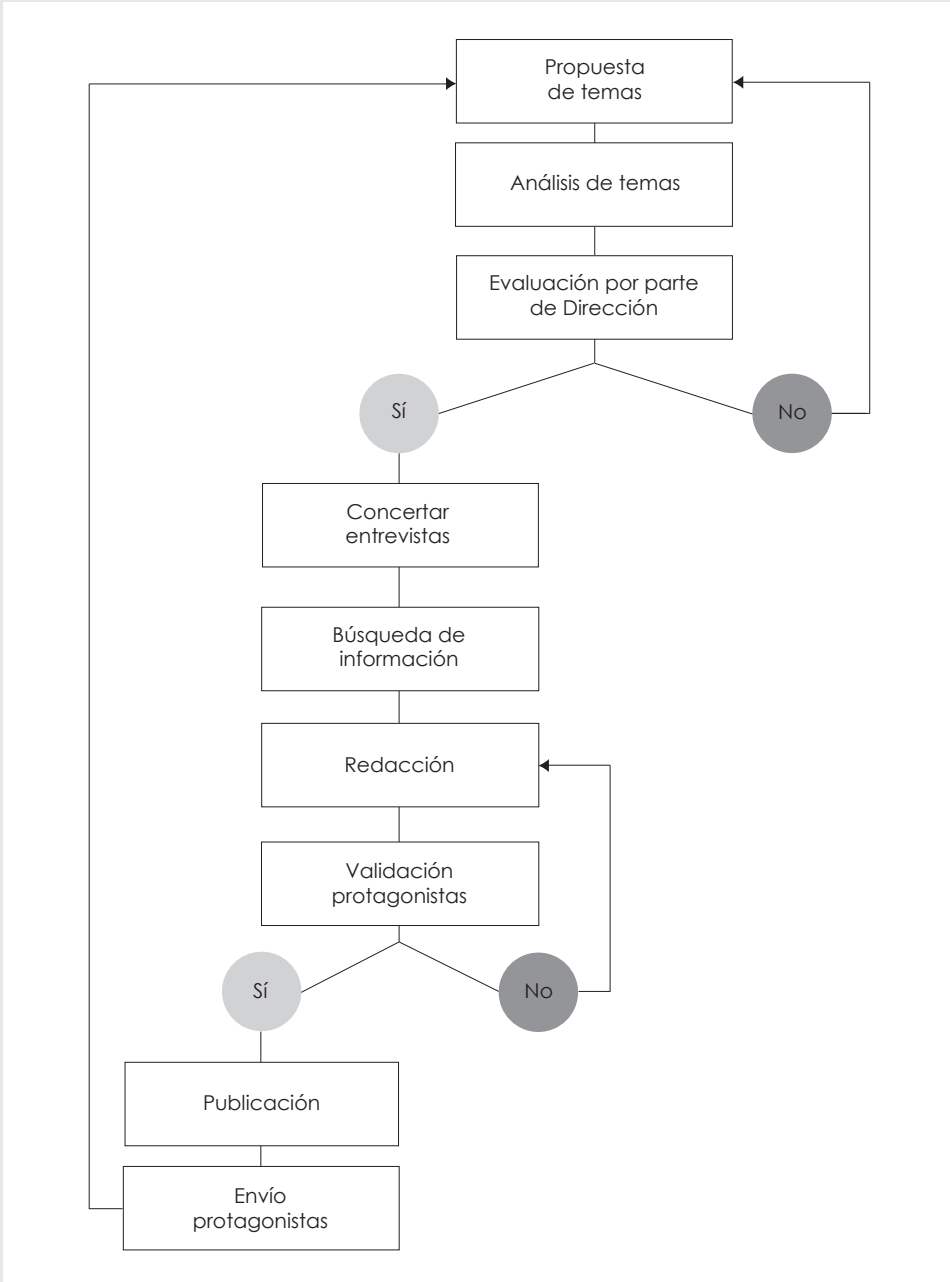 Propuesta
de temas
Análisis de temas
Evaluación por parte
de Dirección
Sí
No
Concertar
entrevistas
Búsqueda de
información
Redacción
Validación
protagonistas
Sí
No
Publicación
Envío
protagonistas